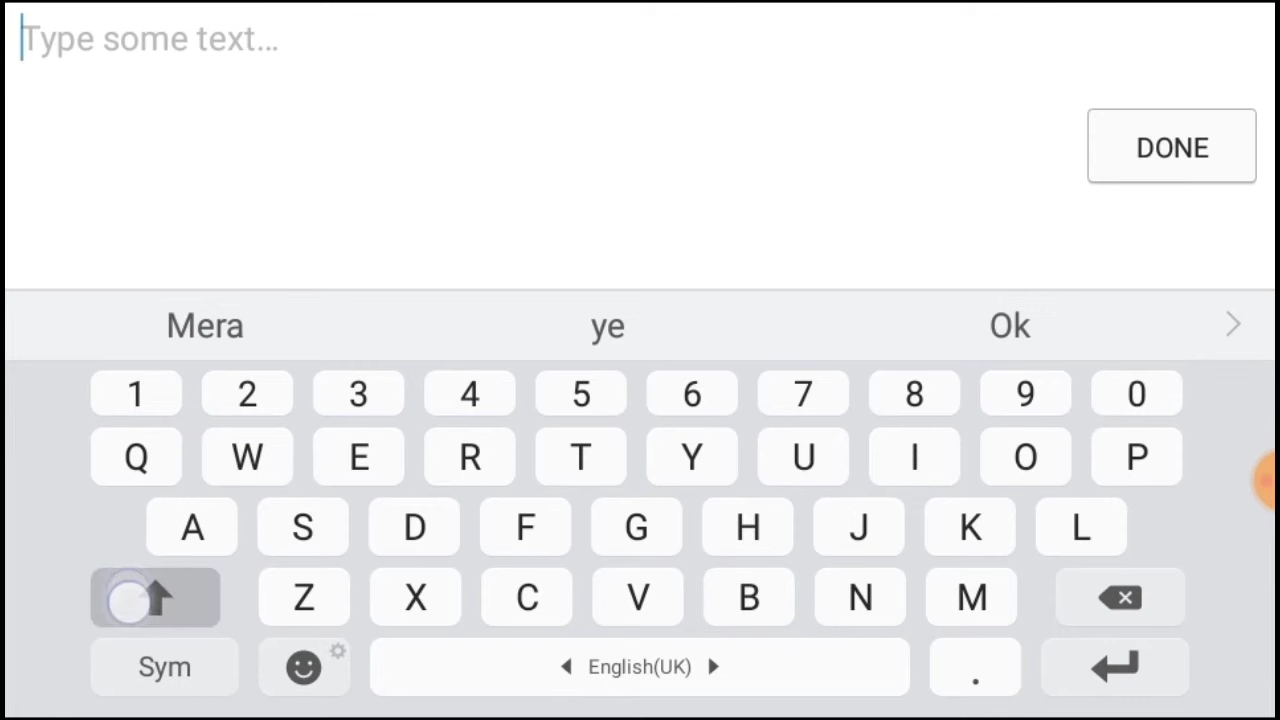 Type some text...
DONE
Mera ye Ok
1 2 3 4 5 6 7 8 9 0
Q W E R T Y U I O P
A S D F G H J K L
Z X C V B N M
Sym English(UK) .